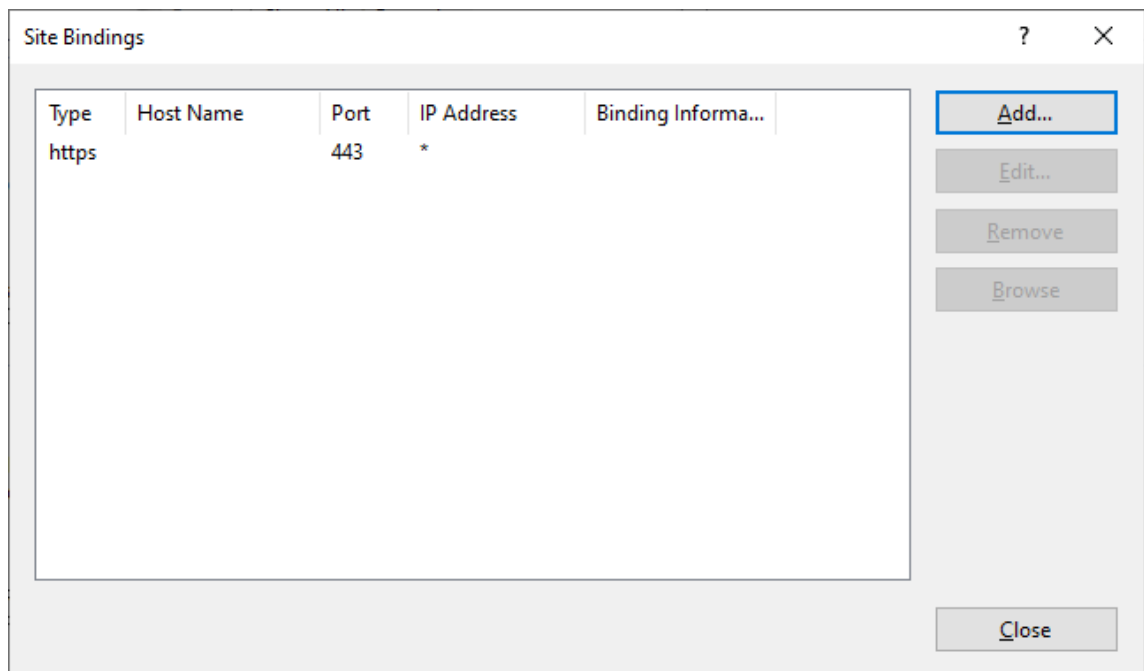 Site Bindings ?
Type Host Name Port IP Address Binding Informa...
https 443 *
Add...
Edit...
Remove
Browse
Close